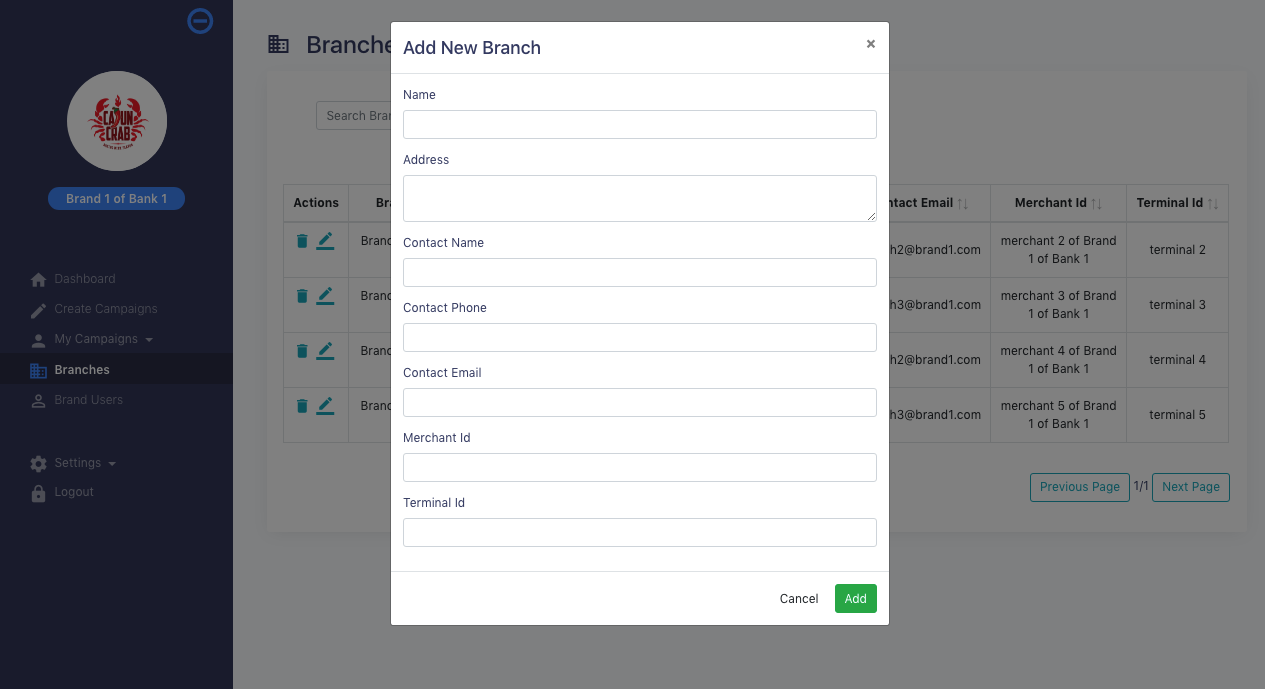 Branche
Add New Branch
×
CAJUN
CRAB
Brand 1 of Bank 1
Dashboard
Create Campaigns
My Campaigns
Branches
Brand Users
Settings
Logout
Search Bran
Name
Address
Contact Name
Contact Phone
Contact Email
Merchant Id
Terminal Id
Cancel
Add
Actions
Bra
ntact Email
Merchant Id
Terminal Id
Branc
h2@brand1.com
merchant 2 of Brand
1 of Bank 1
terminal 2
Branc
h3@brand1.com
merchant 3 of Brand
1 of Bank 1
terminal 3
Branc
h2@brand1.com
merchant 4 of Brand
1 of Bank 1
terminal 4
Branc
h3@brand1.com
merchant 5 of Brand
1 of Bank 1
terminal 5
Previous Page
1/1
Next Page